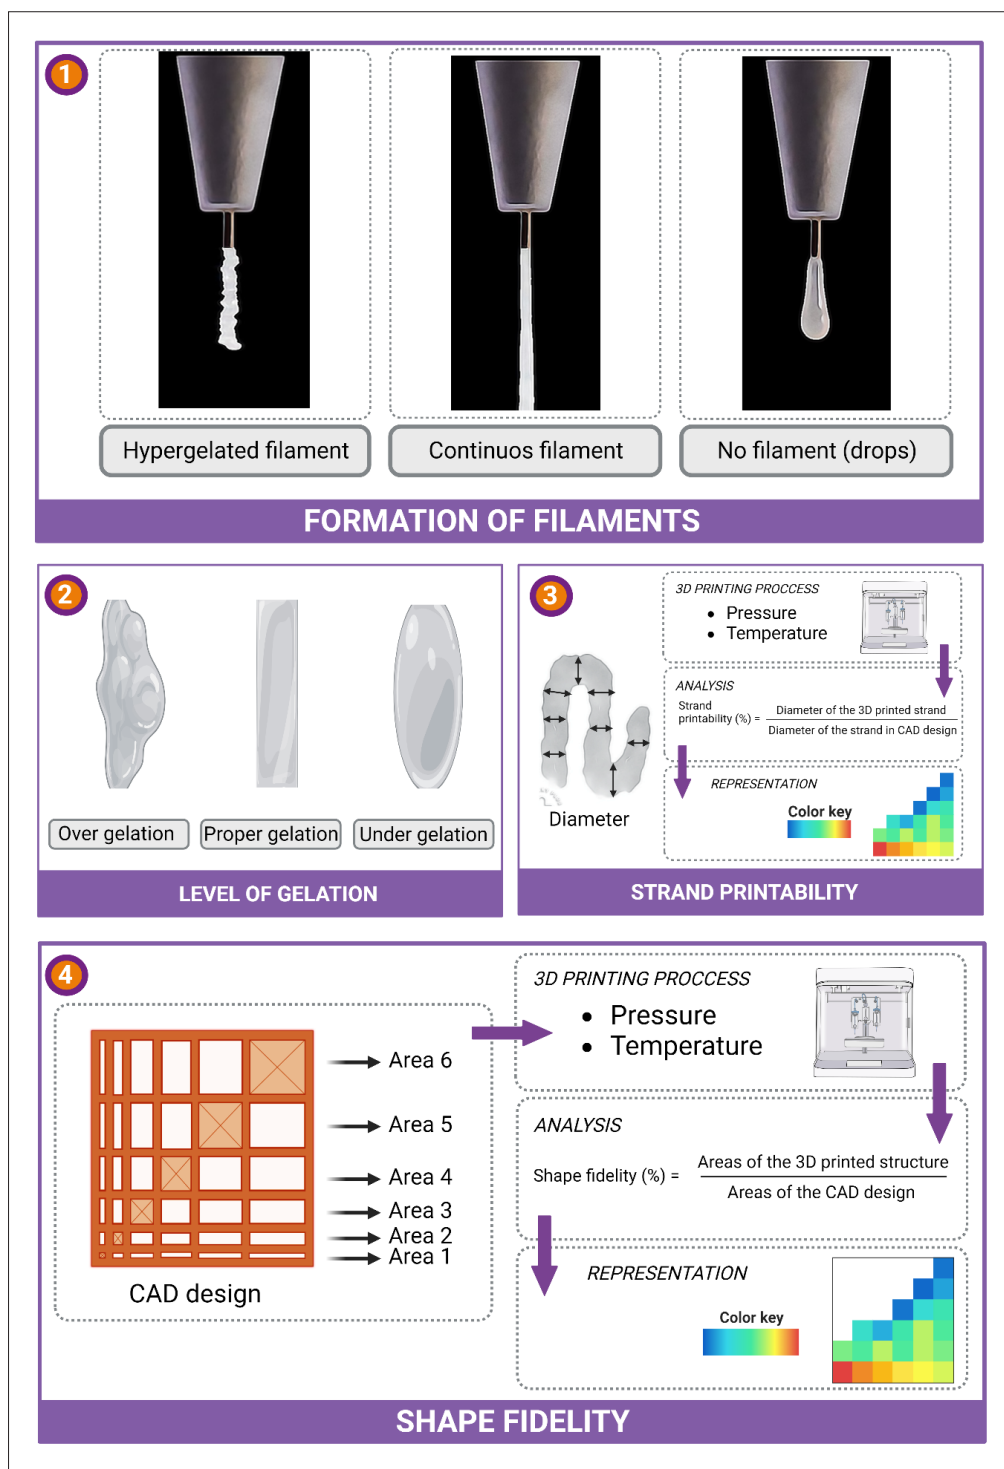 1
Hypergelated filament
Continuos filament
No filament (drops)
FORMATION OF FILAMENTS
2
Over gelation
Proper gelation
Under gelation
LEVEL OF GELATION
3
Diameter
3D PRINTING PROCCESS
• Pressure
• Temperature
ANALYSIS
Strand
printability (%) =
Diameter of the 3D printed strand
Diameter of the strand in CAD design
REPRESENTATION
Color key
STRAND PRINTABILITY
4
Area 6
Area 5
Area 4
Area 3
Area 2
Area 1
CAD design
3D PRINTING PROCCESS
• Pressure
• Temperature
ANALYSIS
Shape fidelity (%) =
Areas of the 3D printed structure
Areas of the CAD design
REPRESENTATION
Color key
SHAPE FIDELITY